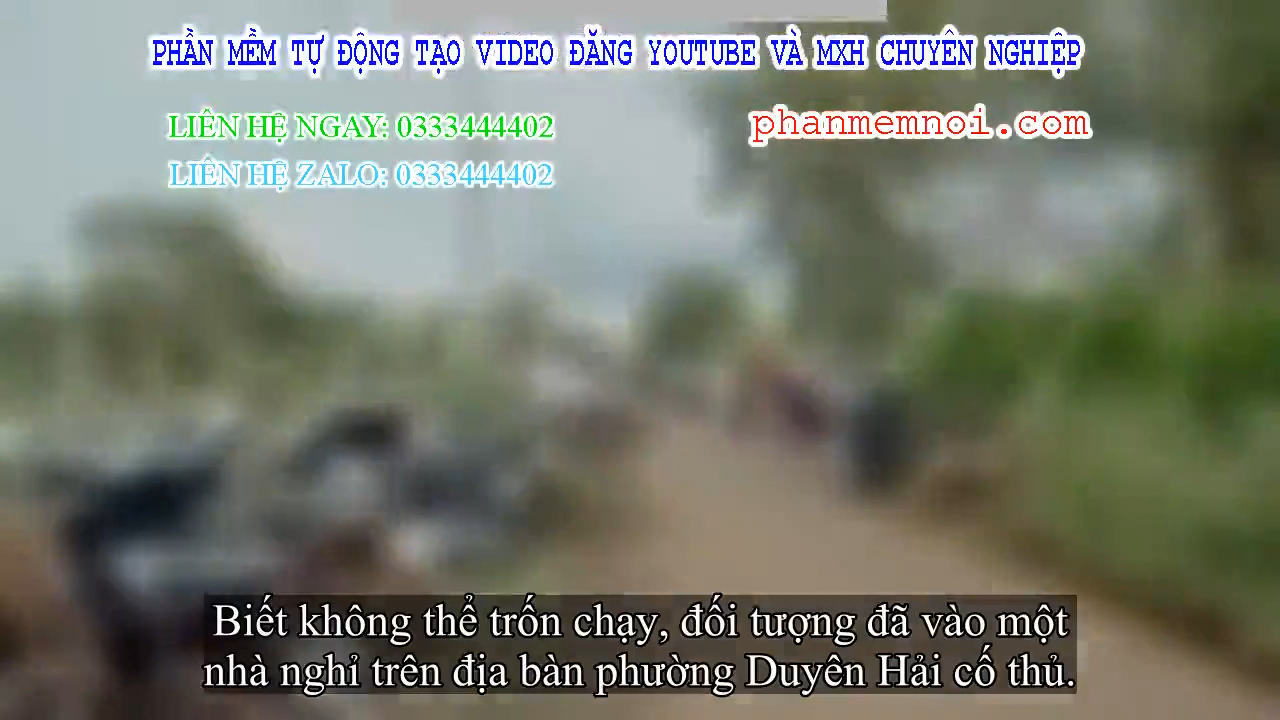 PHẦN MỀM TỰ ĐỘNG TẠO VIDEO ĐĂNG YOUTUBE VÀ MXH CHUYÊN NGHIỆP
LIÊN HỆ NGAY: 0333444402
phanmemnoi.com
LIÊN HỆ ZALO: 0333444402
Biết không thể trốn chạy, đối tượng đã vào một
nhà nghỉ trên địa bàn phường Duyên Hải cố thủ.